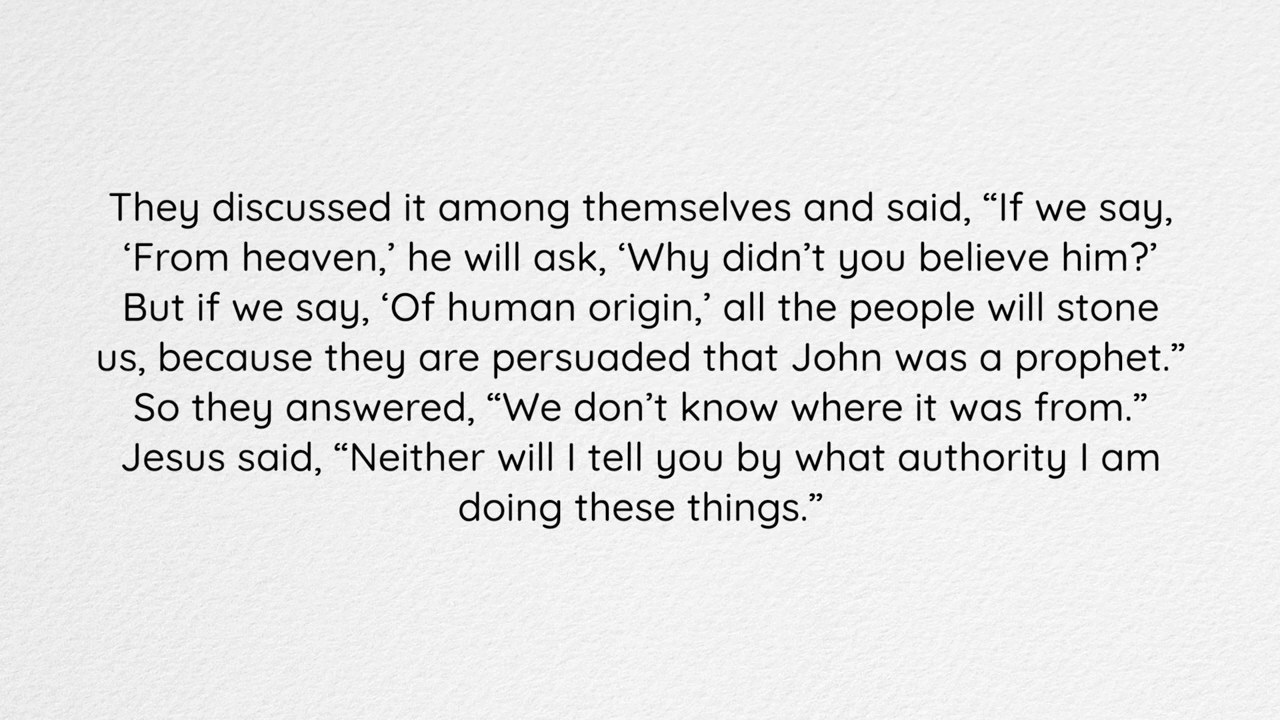 They discussed it among themselves and said, “If we say,
‘From heaven,’ he will ask, ‘Why didn’t you believe him?’
But if we say, ‘Of human origin,’ all the people will stone
us, because they are persuaded that John was a prophet.”
So they answered, “We don’t know where it was from.”
Jesus said, “Neither will I tell you by what authority I am
doing these things.”